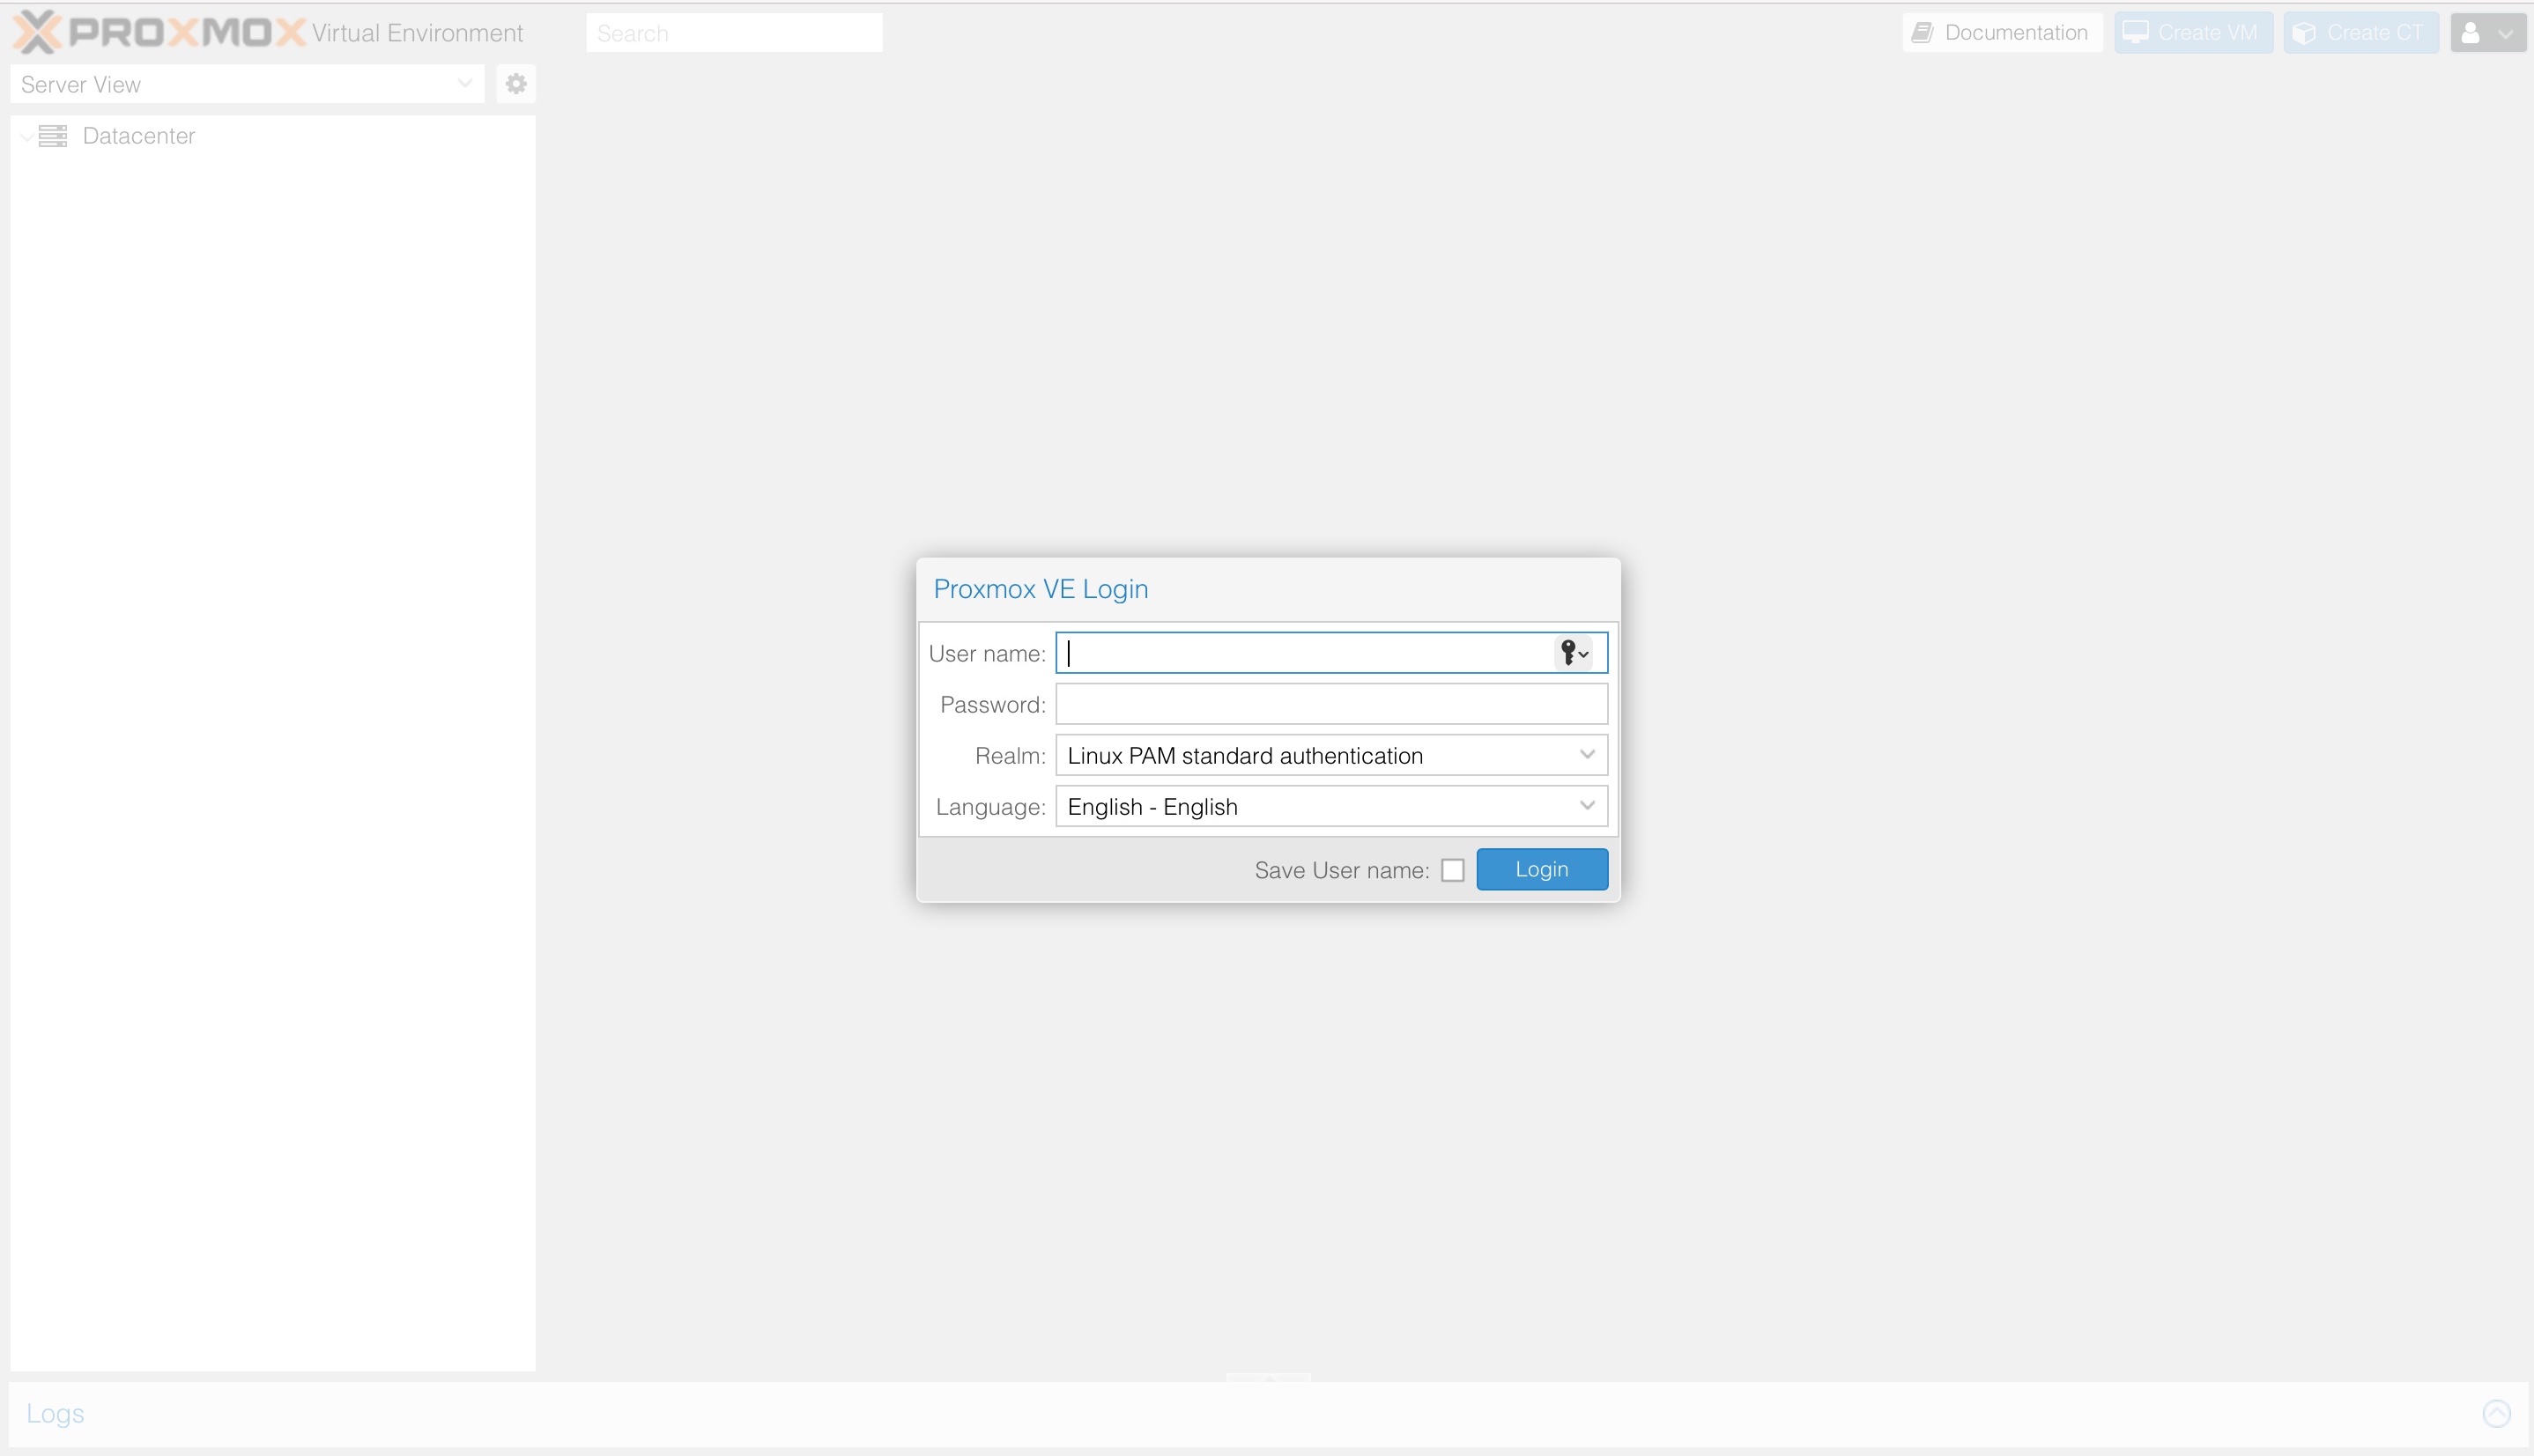 PROXMOX Virtual Environment
Search
Documentation
Create VM
Create CT
Server View
Datacenter
Proxmox VE Login
User name:
Password:
Realm: Linux PAM standard authentication
Language: English - English
Save User name:
Login
Logs